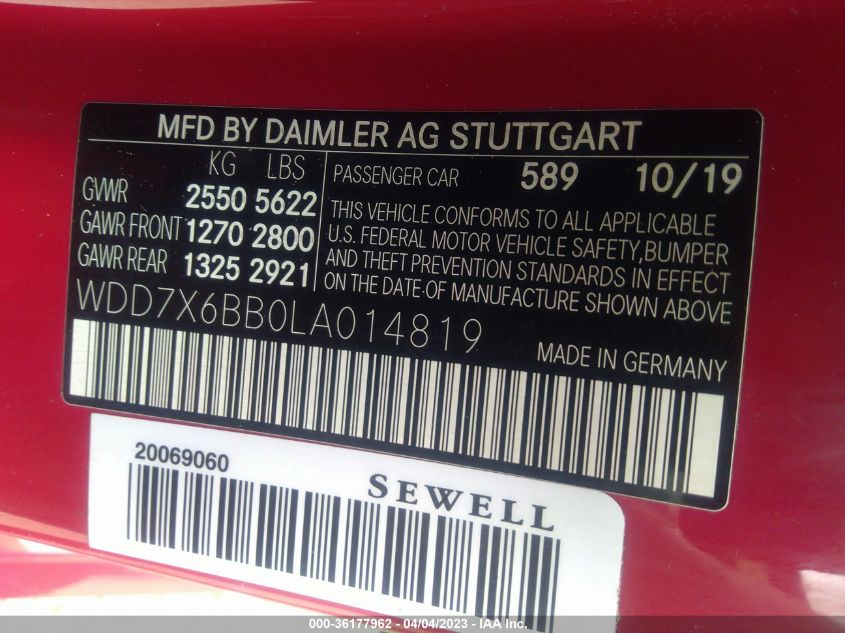 MFD BY DAIMLER AG STUTTGART
KG LBS
GVWR 2550 5622
GAWR FRONT 1270 2800
GAWR REAR 1325 2921
PASSENGER CAR 589 10/19
THIS VEHICLE CONFORMS TO ALL APPLICABLE
U.S. FEDERAL MOTOR VEHICLE SAFETY,BUMPER
AND THEFT PREVENTION STANDARDS IN EFFECT
ON THE DATE OF MANUFACTURE SHOWN ABOVE
WDD7X6BB0LA014819
MADE IN GERMANY
20069060
SEWELL
000-36177962 - 04/04/2023 - IAA, Inc.